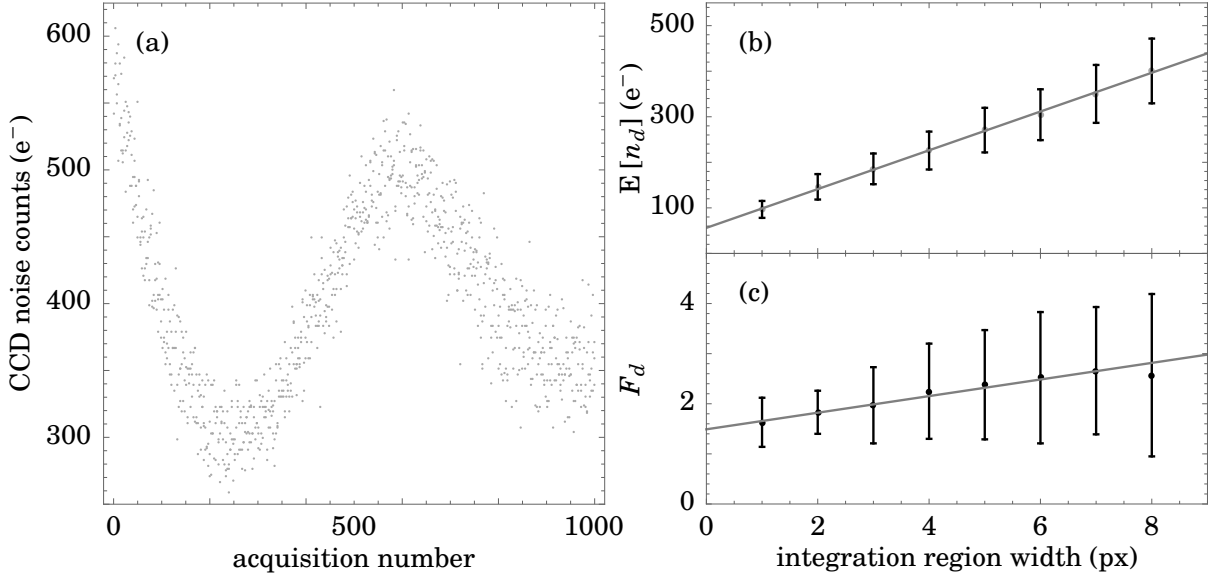 (a)
CCD noise counts (e⁻)
600
500
400
300
0
500
1000
acquisition number
(b)
E [n_d] (e⁻)
500
300
100
(c)
F_d
4
2
0
0
2
4
6
8
integration region width (px)